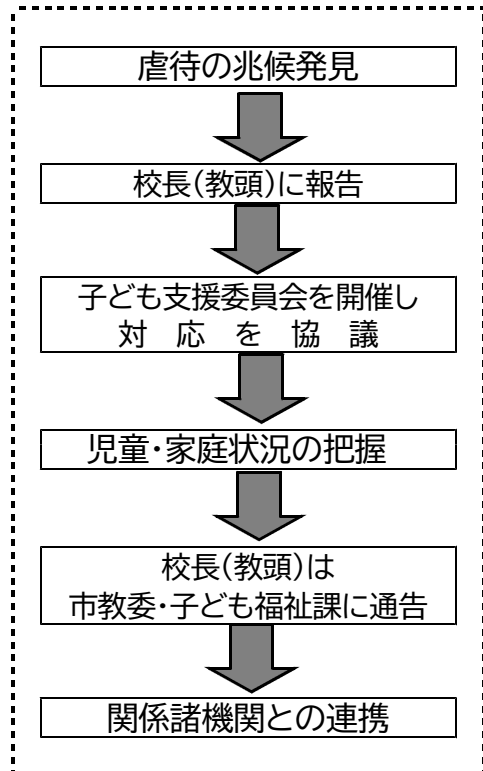 虐待の兆候発見
校長(教頭)に報告
子ども支援委員会を開催し
対 応 を 協 議
児童・家庭状況の把握
校長(教頭)は
市教委・子ども福祉課に通告
関係諸機関との連携